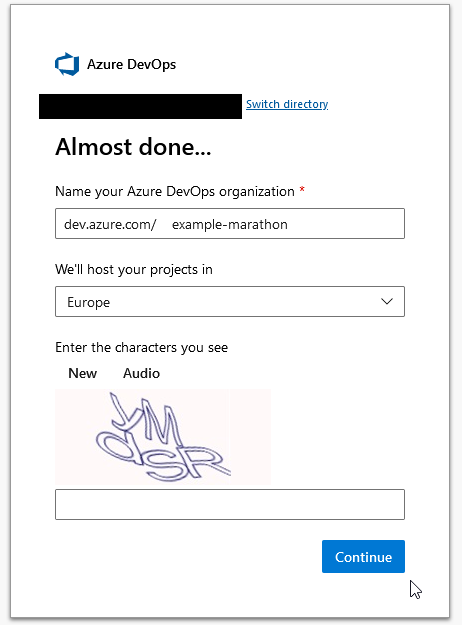 Azure DevOps
Switch directory
Almost done...
Name your Azure DevOps organization *
dev.azure.com/ example-marathon
We'll host your projects in
Europe
Enter the characters you see
New Audio
Continue